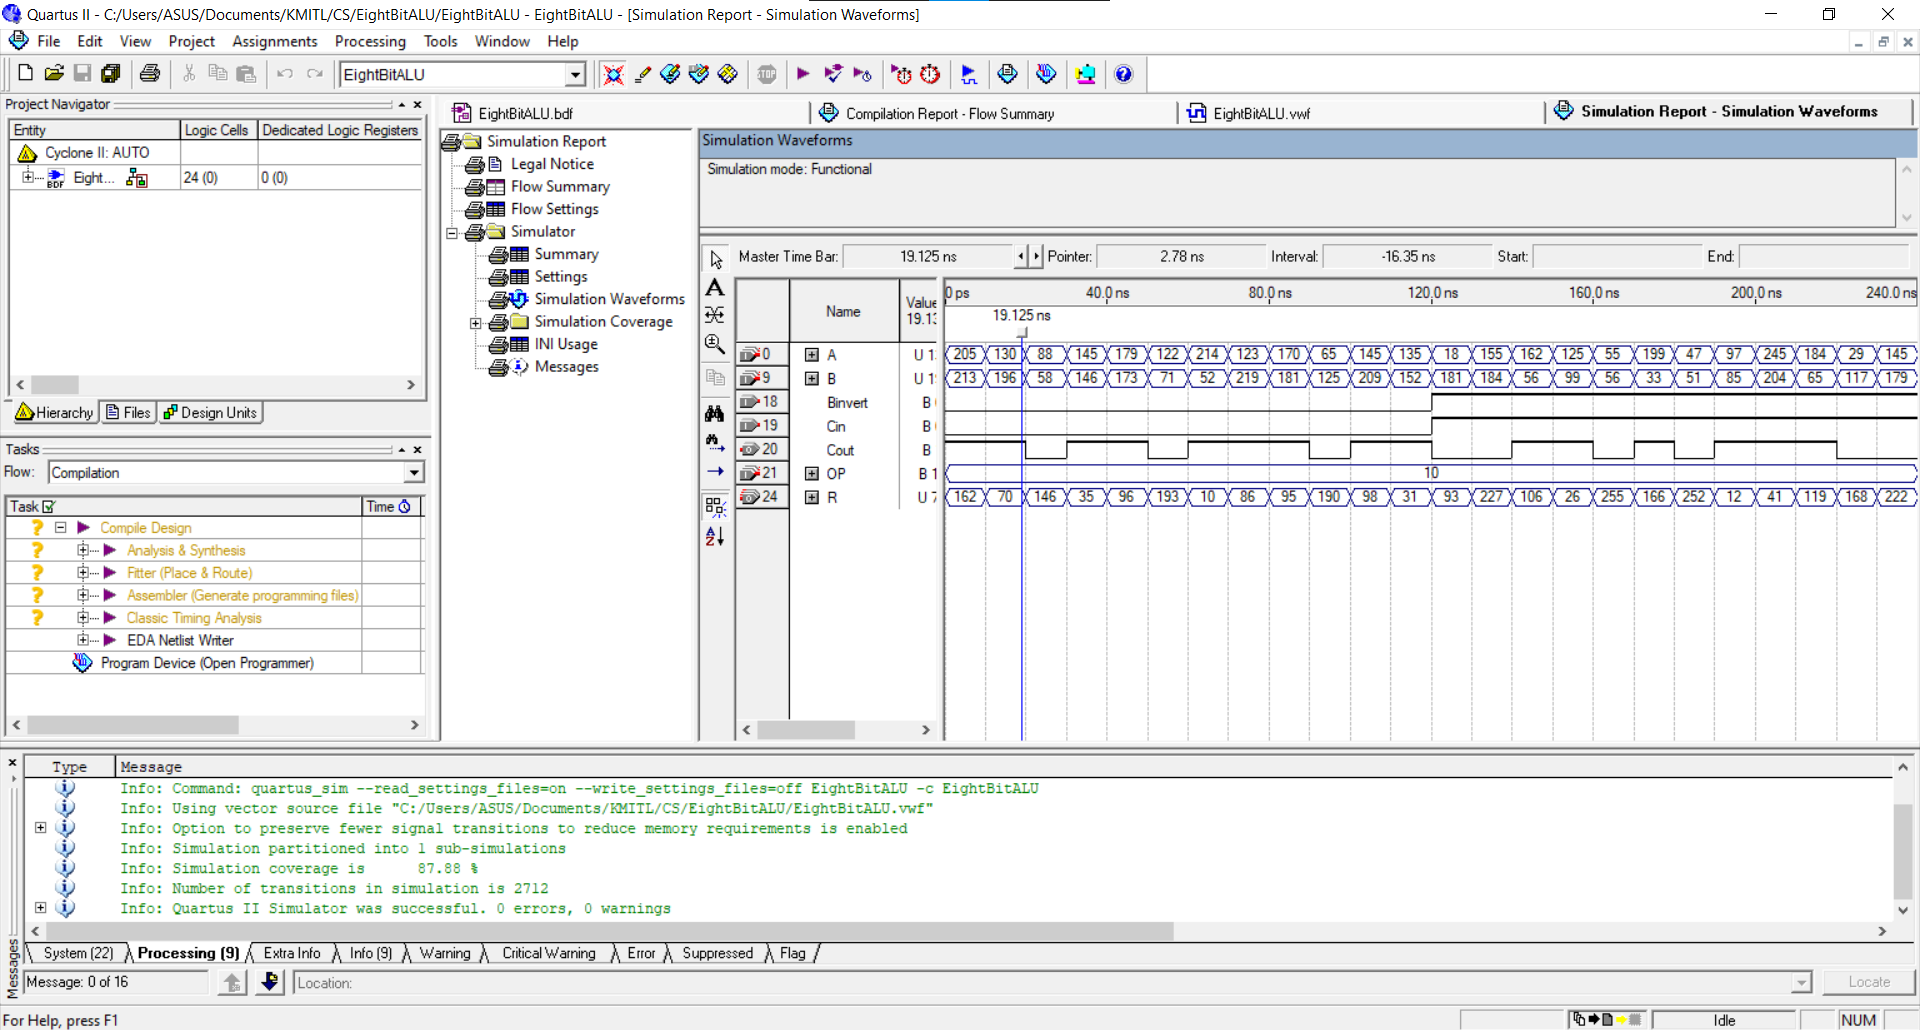 Quartus II - C:/Users/ASUS/Documents/KMITL/CS/EightBitALU/EightBitALU - EightBitALU - [Simulation Report - Simulation Waveforms]
File Edit View Project Assignments Processing Tools Window Help
EightBitALU
Project Navigator
Entity Logic Cells Dedicated Logic Registers
Cyclone II: AUTO
Eight... 24 (0) 0 (0)
Hierarchy Files Design Units
Tasks
Flow: Compilation
Task Time
Compile Design
Analysis & Synthesis
Fitter (Place & Route)
Assembler (Generate programming files)
Classic Timing Analysis
EDA Netlist Writer
Program Device (Open Programmer)
EightBitALU.bdf Compilation Report - Flow Summary EightBitALU.vwf Simulation Report - Simulation Waveforms
Simulation Report
Legal Notice
Flow Summary
Flow Settings
Simulator
Summary
Settings
Simulation Waveforms
Simulation Coverage
INI Usage
Messages
Simulation Waveforms
Simulation mode: Functional
Master Time Bar: 19.125 ns Pointer: 2.78 ns Interval: -16.35 ns Start: End:
Name Value 19.13
0 ps 40.0 ns 80.0 ns 120.0 ns 160.0 ns 200.0 ns 240.0 ns
19.125 ns
0 A U 1 205 130 88 145 179 122 214 123 170 65 145 135 18 155 162 125 55 199 47 97 245 184 29 145
9 B U 1 213 196 58 146 173 71 52 219 181 125 209 152 181 184 56 99 56 33 51 85 204 65 117 179
18 Binvert B
19 Cin B
20 Cout B
21 OP B 1 10
24 R U 7 162 70 146 35 96 193 10 86 95 190 98 31 93 227 106 26 255 166 252 12 41 119 168 222
Type Message
Info: Command: quartus_sim --read_settings_files=on --write_settings_files=off EightBitALU -c EightBitALU
Info: Using vector source file "C:/Users/ASUS/Documents/KMITL/CS/EightBitALU/EightBitALU.vwf"
Info: Option to preserve fewer signal transitions to reduce memory requirements is enabled
Info: Simulation partitioned into 1 sub-simulations
Info: Simulation coverage is 87.88 %
Info: Number of transitions in simulation is 2712
Info: Quartus II Simulator was successful. 0 errors, 0 warnings
System (22) Processing (9) Extra Info Info (9) Warning Critical Warning Error Suppressed Flag
Messages
Message: 0 of 16 Location: Locate
For Help, press F1 Idle NUM